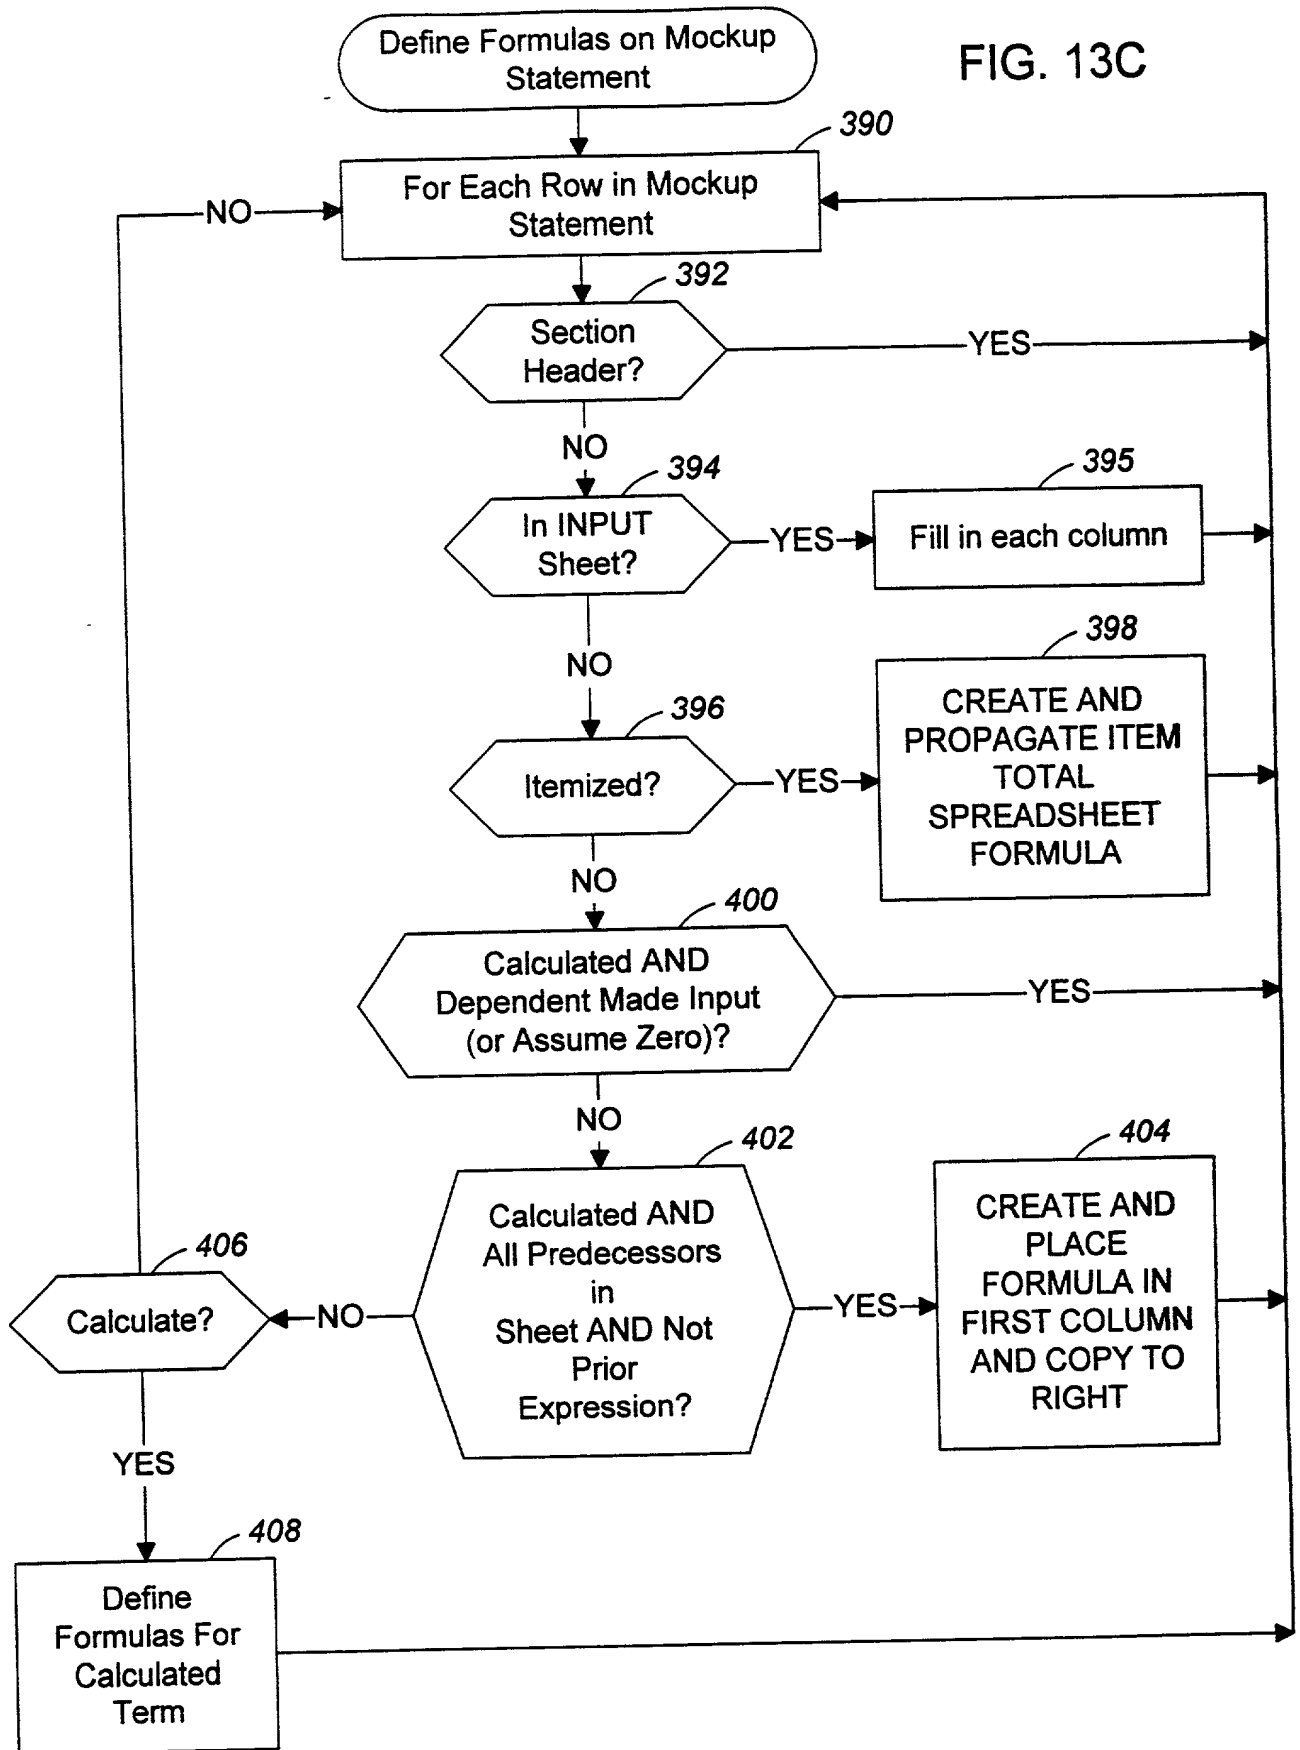 Define Formulas on Mockup
Statement
FIG. 13C
390
For Each Row in Mockup
Statement
NO
392
Section
Header?
YES
NO
394
In INPUT
Sheet?
YES
395
Fill in each column
NO
396
Itemized?
YES
398
CREATE AND
PROPAGATE ITEM
TOTAL
SPREADSHEET
FORMULA
NO
400
Calculated AND
Dependent Made Input
(or Assume Zero)?
YES
NO
402
Calculated AND
All Predecessors
in
Sheet AND Not
Prior
Expression?
YES
404
CREATE AND
PLACE
FORMULA IN
FIRST COLUMN
AND COPY TO
RIGHT
NO
406
Calculate?
YES
408
Define
Formulas For
Calculated
Term